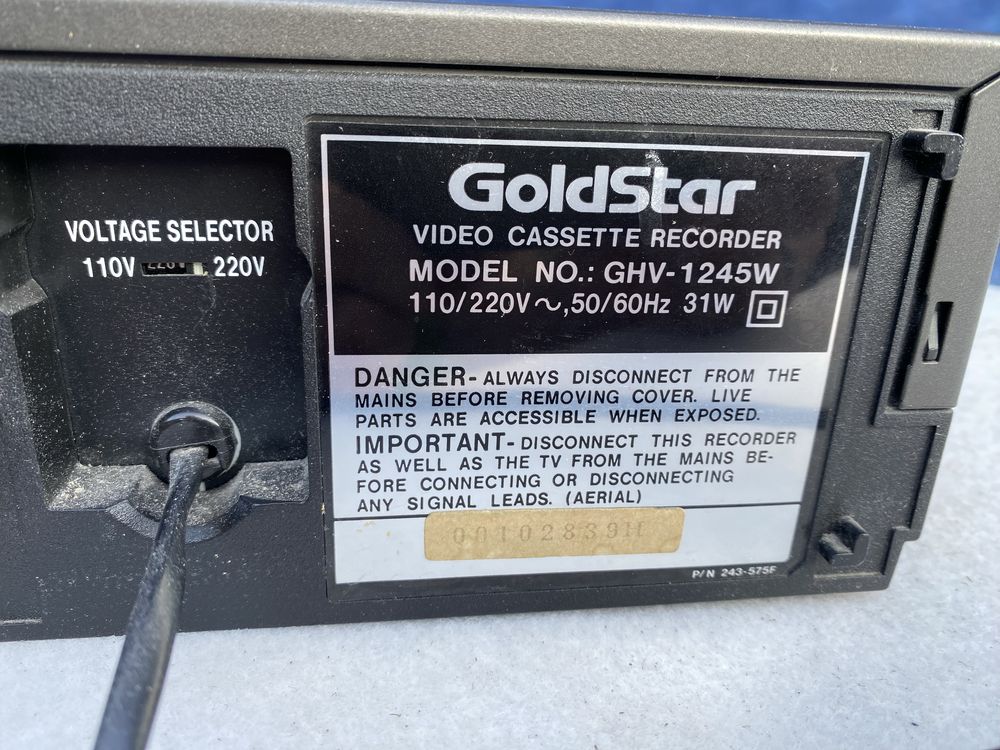 VOLTAGE SELECTOR
110V 220V 220V
GoldStar
VIDEO CASSETTE RECORDER
MODEL NO.: GHV-1245W
110/220V~,50/60Hz 31W
DANGER- ALWAYS DISCONNECT FROM THE
MAINS BEFORE REMOVING COVER. LIVE
PARTS ARE ACCESSIBLE WHEN EXPOSED.
IMPORTANT- DISCONNECT THIS RECORDER
AS WELL AS THE TV FROM THE MAINS BE-
FORE CONNECTING OR DISCONNECTING
ANY SIGNAL LEADS. (AERIAL)
P/N 243-575F